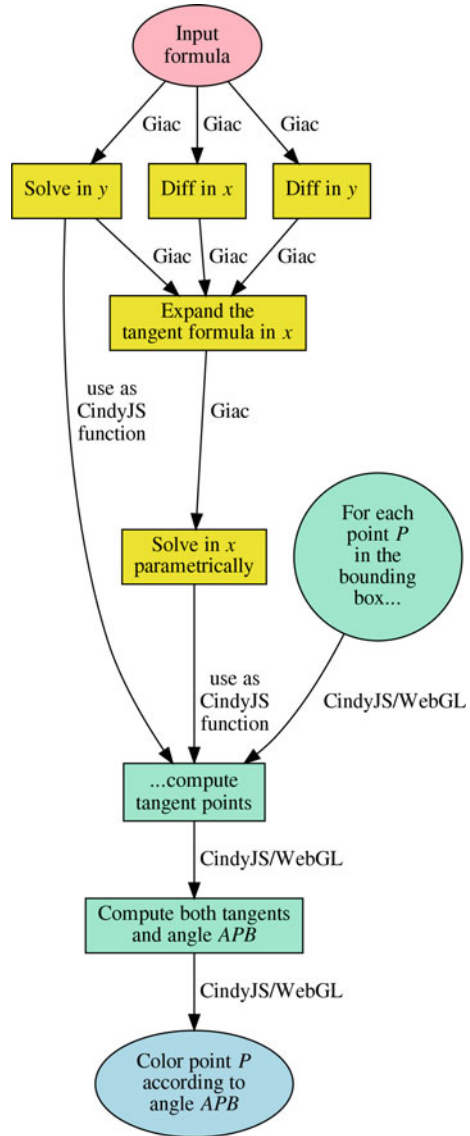 Input
formula
Giac
Giac
Giac
Solve in y
Diff in x
Diff in y
Giac
Giac
Giac
Expand the
tangent formula in x
use as
CindyJS
function
Giac
For each
point P
in the
bounding
box...
Solve in x
parametrically
use as
CindyJS
function
CindyJS/WebGL
...compute
tangent points
CindyJS/WebGL
Compute both tangents
and angle APB
CindyJS/WebGL
Color point P
according to
angle APB